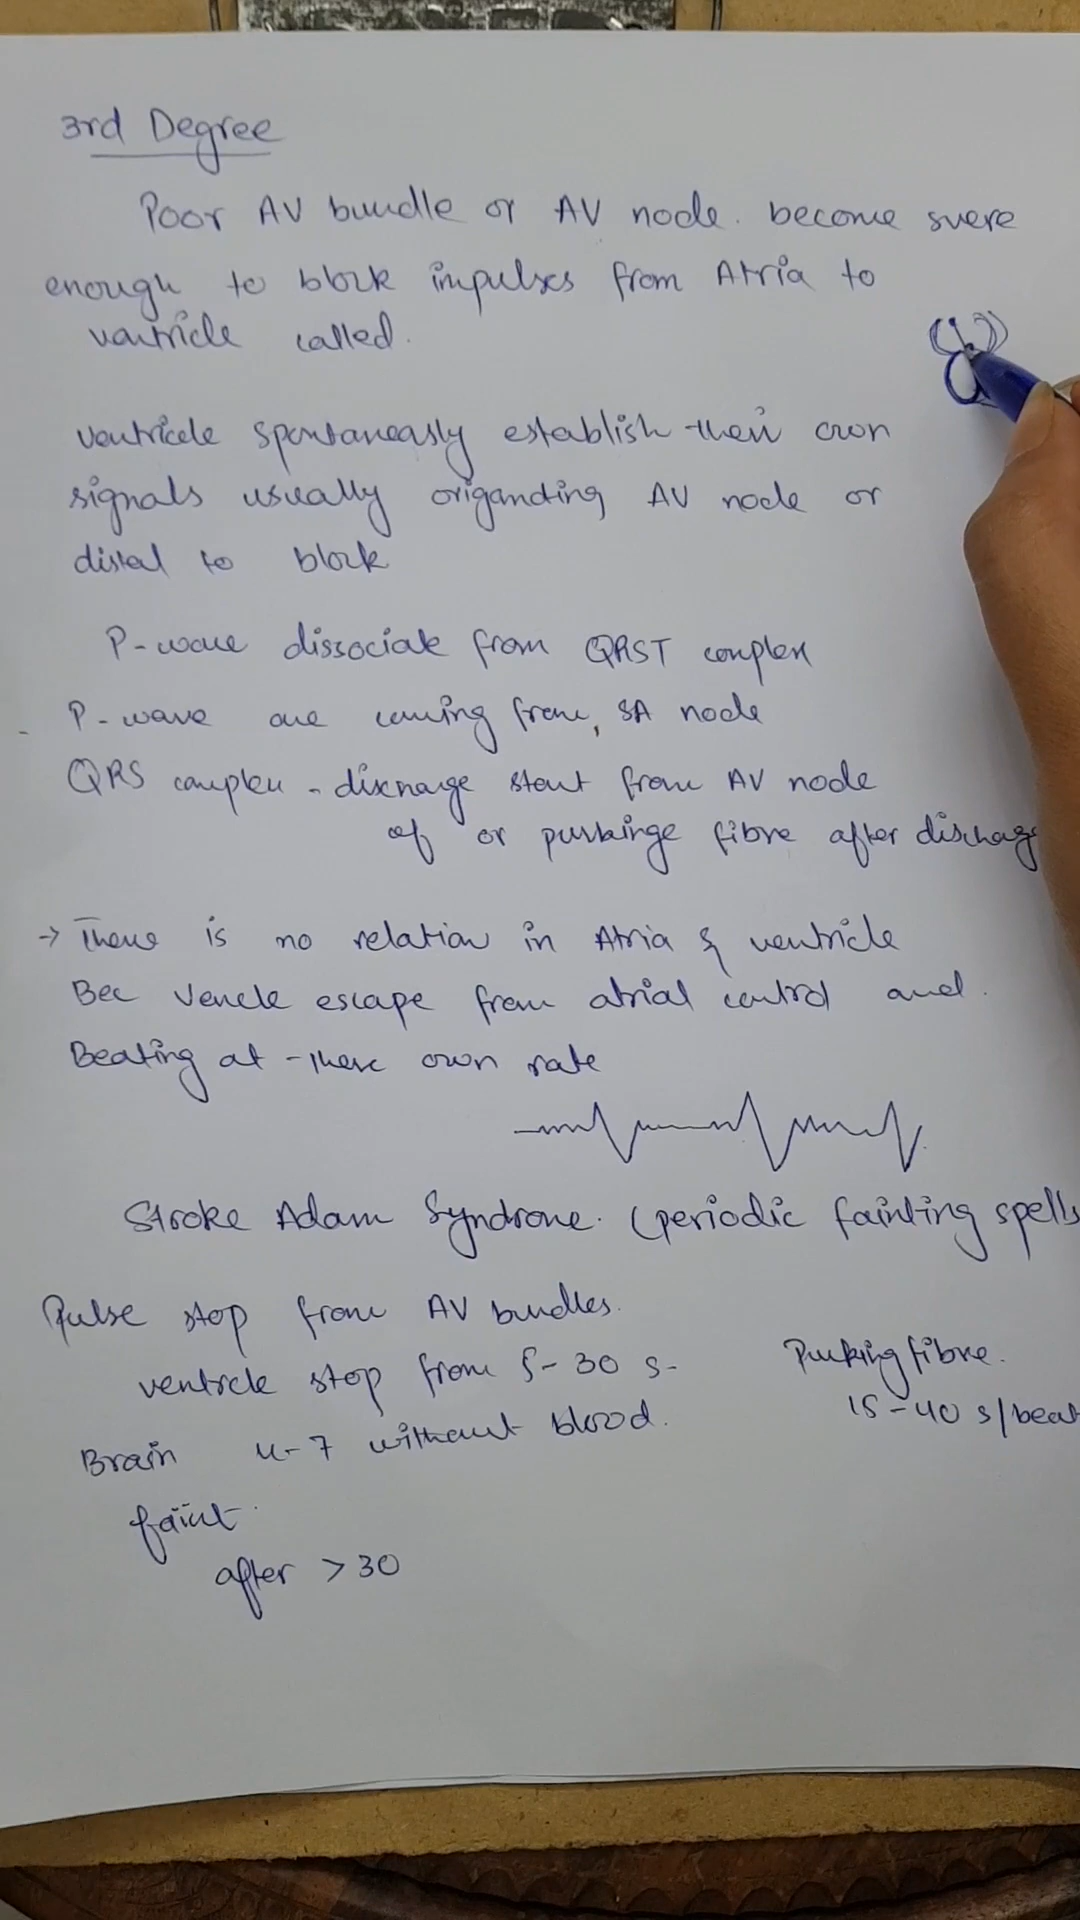 3rd Degree
Poor AV bundle or AV node. become svere
enough to block impulses from Atria to
ventricle called.
ventricele spontaneasly establish their own
signals usually origanding AV node or
distal to block
P-wave dissociate from QRST complex
P-wave are coming from, SA node
QRS complex - discharge start from AV node
of or purkinge fibre after discharg
→ There is no relation in Atria & ventricle
Bec Vencle escape from atrial control and.
Beating at there own rate
Stroke Adam Syndrone. (periodic fainting spells
Pulse stop from AV bundles.
ventricle stop from 5-30 s-
Purking fibre.
15-40 s/beat
Brain 4-7 without blood.
faint
after >30